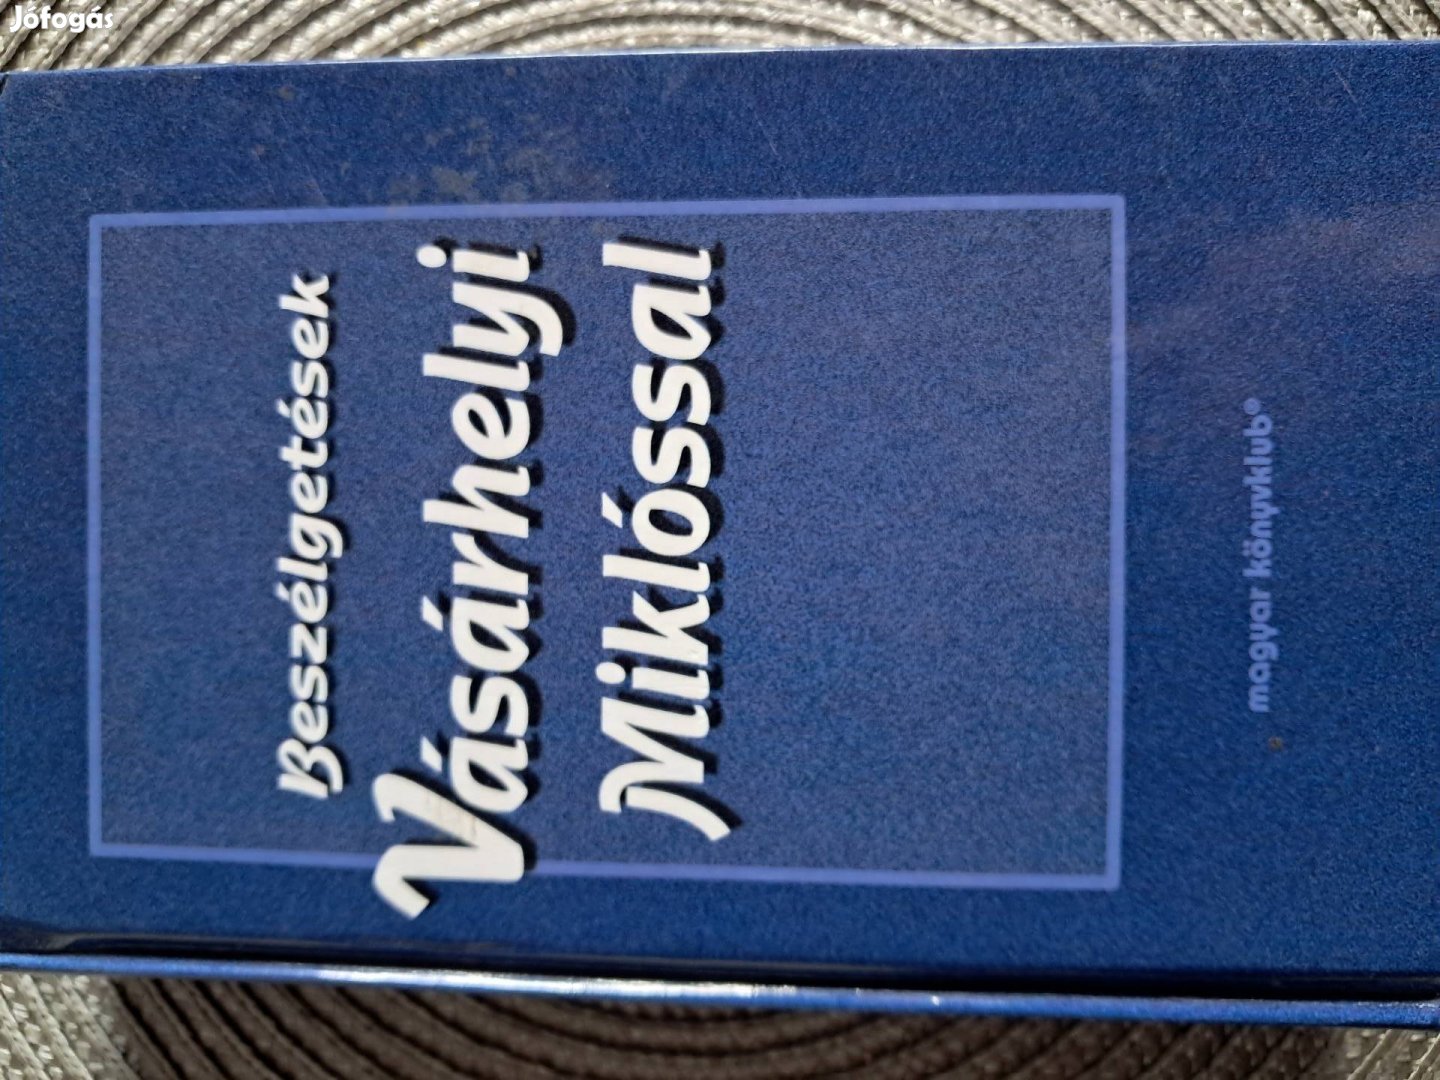 Jófogás
Beszélgetések
Vásárhelyi
Miklóssal
magyar könyvklub®